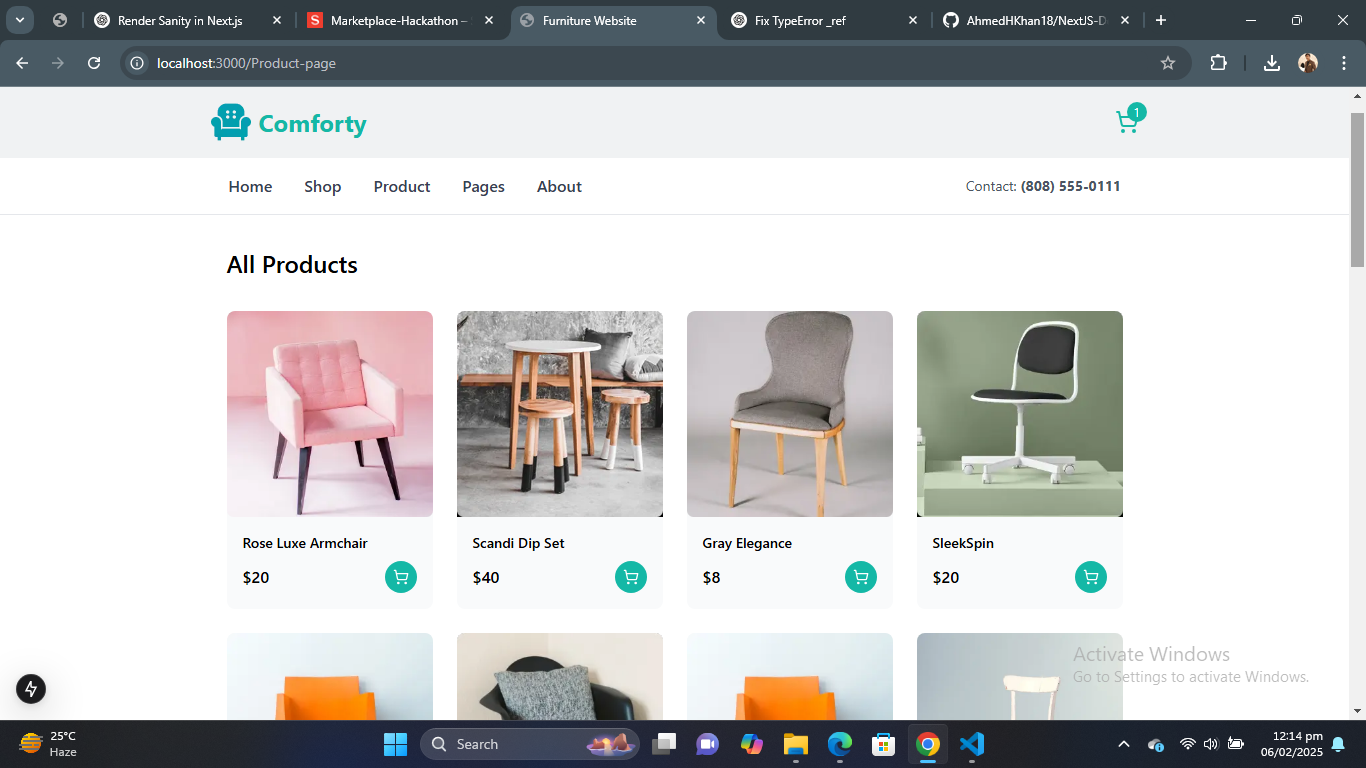 Render Sanity in Next.js
Marketplace-Hackathon –
Furniture Website
Fix TypeError _ref
AhmedHKhan18/NextJS-D
localhost:3000/Product-page
Comforty
1
Home Shop Product Pages About
Contact: (808) 555-0111
All Products
Rose Luxe Armchair
$20
Scandi Dip Set
$40
Gray Elegance
$8
SleekSpin
$20
Activate Windows
Go to Settings to activate Windows.
25°C
Haze
Search
12:14 pm
06/02/2025